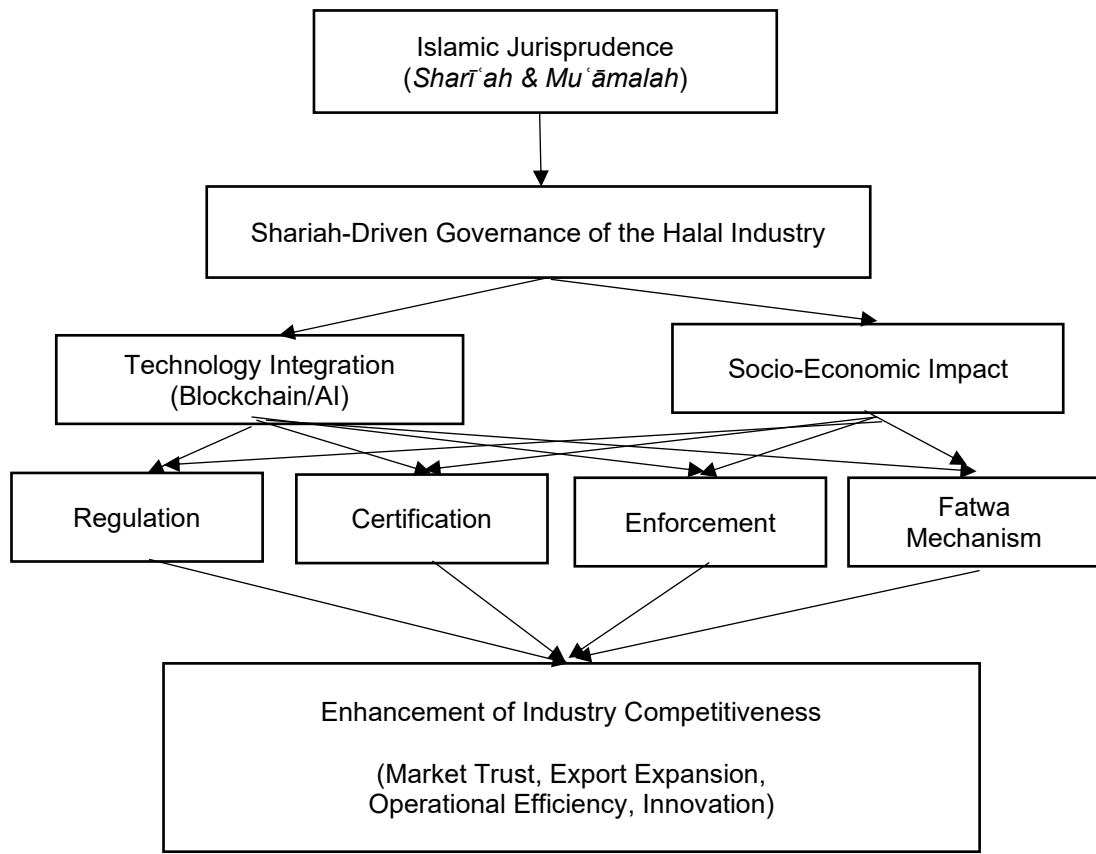 Islamic Jurisprudence
(Sharīʿah & Muʿāmalah)
Shariah-Driven Governance of the Halal Industry
Technology Integration
(Blockchain/AI)
Socio-Economic Impact
Regulation
Certification
Enforcement
Fatwa
Mechanism
Enhancement of Industry Competitiveness
(Market Trust, Export Expansion,
Operational Efficiency, Innovation)